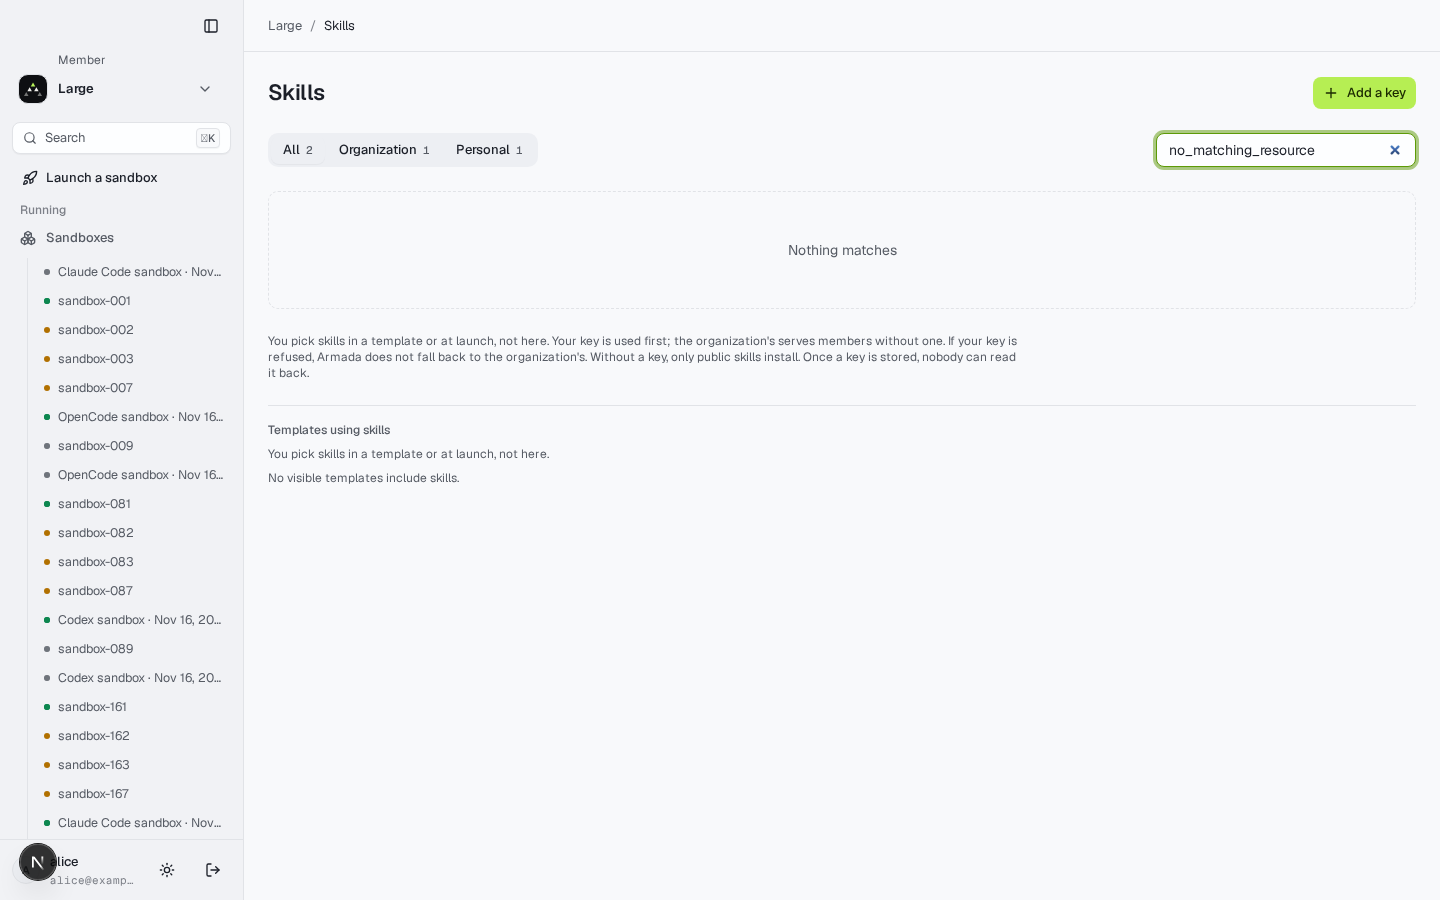 Member
Large
Search
K
Launch a sandbox
Running
Sandboxes
Claude Code sandbox · Nov…
sandbox-001
sandbox-002
sandbox-003
sandbox-007
OpenCode sandbox · Nov 16…
sandbox-009
OpenCode sandbox · Nov 16…
sandbox-081
sandbox-082
sandbox-083
sandbox-087
Codex sandbox · Nov 16, 20…
sandbox-089
Codex sandbox · Nov 16, 20…
sandbox-161
sandbox-162
sandbox-163
sandbox-167
Claude Code sandbox · Nov…
N
alice
alice@examp…
Large / Skills
Skills
Add a key
All 2 Organization 1 Personal 1
no_matching_resource
Nothing matches
You pick skills in a template or at launch, not here. Your key is used first; the organization's serves members without one. If your key is
refused, Armada does not fall back to the organization's. Without a key, only public skills install. Once a key is stored, nobody can read
it back.
Templates using skills
You pick skills in a template or at launch, not here.
No visible templates include skills.